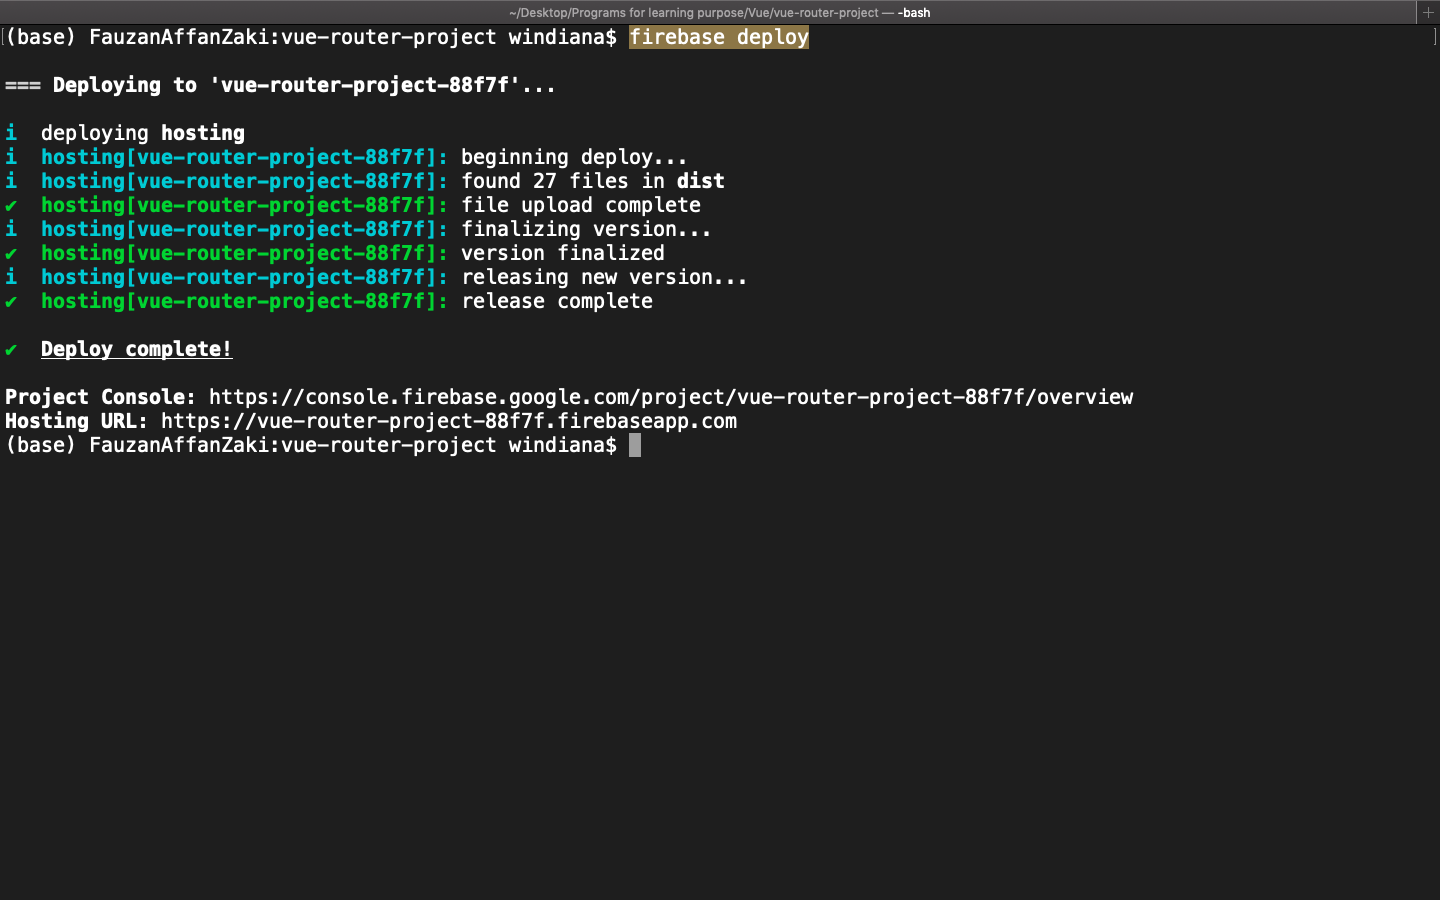 ~/Desktop/Programs for learning purpose/Vue/vue-router-project — -bash
(base) FauzanAffanZaki:vue-router-project windiana$ firebase deploy
=== Deploying to 'vue-router-project-88f7f'...
i deploying hosting
i hosting[vue-router-project-88f7f]: beginning deploy...
i hosting[vue-router-project-88f7f]: found 27 files in dist
✔ hosting[vue-router-project-88f7f]: file upload complete
i hosting[vue-router-project-88f7f]: finalizing version...
✔ hosting[vue-router-project-88f7f]: version finalized
i hosting[vue-router-project-88f7f]: releasing new version...
✔ hosting[vue-router-project-88f7f]: release complete
✔ Deploy complete!
Project Console: https://console.firebase.google.com/project/vue-router-project-88f7f/overview
Hosting URL: https://vue-router-project-88f7f.firebaseapp.com
(base) FauzanAffanZaki:vue-router-project windiana$